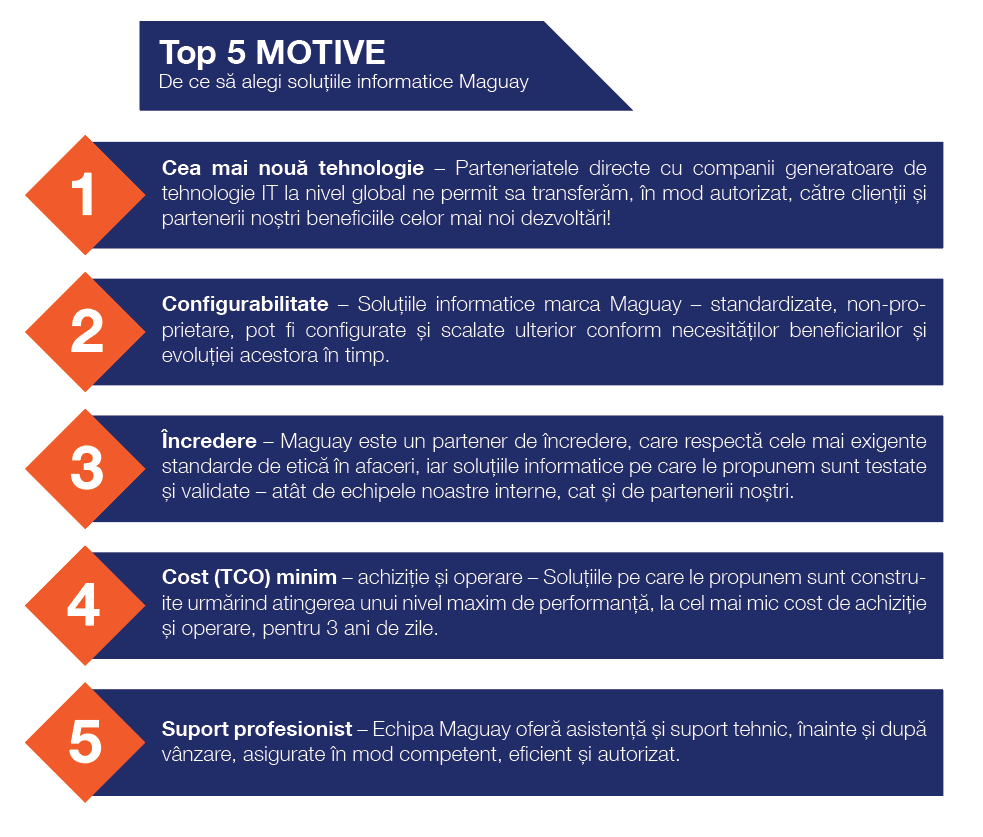 Top 5 MOTIVE
De ce să alegi soluțiile informatice Maguay
1
Cea mai nouă tehnologie – Parteneriatele directe cu companii generatoare de
tehnologie IT la nivel global ne permit sa transferăm, în mod autorizat, către clienții și
partenerii noștri beneficiile celor mai noi dezvoltări!
2
Configurabilitate – Soluțiile informatice marca Maguay – standardizate, non-pro-
prietare, pot fi configurate și scalate ulterior conform necesităților beneficiarilor și
evoluției acestora în timp.
3
Încredere – Maguay este un partener de încredere, care respectă cele mai exigente
standarde de etică în afaceri, iar soluțiile informatice pe care le propunem sunt testate
și validate – atât de echipele noastre interne, cat și de partenerii noștri.
4
Cost (TCO) minim – achiziție și operare – Soluțiile pe care le propunem sunt constru-
ite urmărind atingerea unui nivel maxim de performanță, la cel mai mic cost de achiziție
și operare, pentru 3 ani de zile.
5
Suport profesionist – Echipa Maguay oferă asistență și suport tehnic, înainte și după
vânzare, asigurate în mod competent, eficient și autorizat.